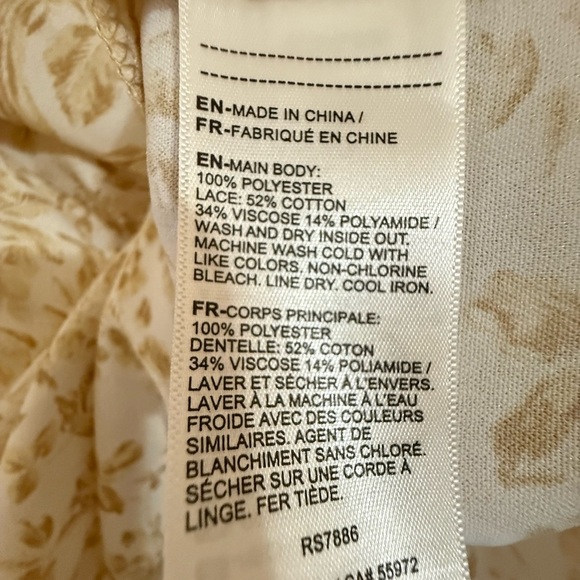 EN-MADE IN CHINA /
FR-FABRIQUÉ EN CHINE
EN-MAIN BODY:
100% POLYESTER
LACE: 52% COTTON
34% VISCOSE 14% POLYAMIDE /
WASH AND DRY INSIDE OUT.
MACHINE WASH COLD WITH
LIKE COLORS. NON-CHLORINE
BLEACH. LINE DRY. COOL IRON.
FR-CORPS PRINCIPALE:
100% POLYESTER
DENTELLE: 52% COTON
34% VISCOSE 14% POLIAMIDE /
LAVER ET SÉCHER À L'ENVERS.
LAVER À LA MACHINE À L'EAU
FROIDE AVEC DES COULEURS
SIMILAIRES. AGENT DE
BLANCHIMENT SANS CHLORÉ.
SÉCHER SUR UNE CORDE À
LINGE. FER TIÈDE.
RS7886
CA# 55972